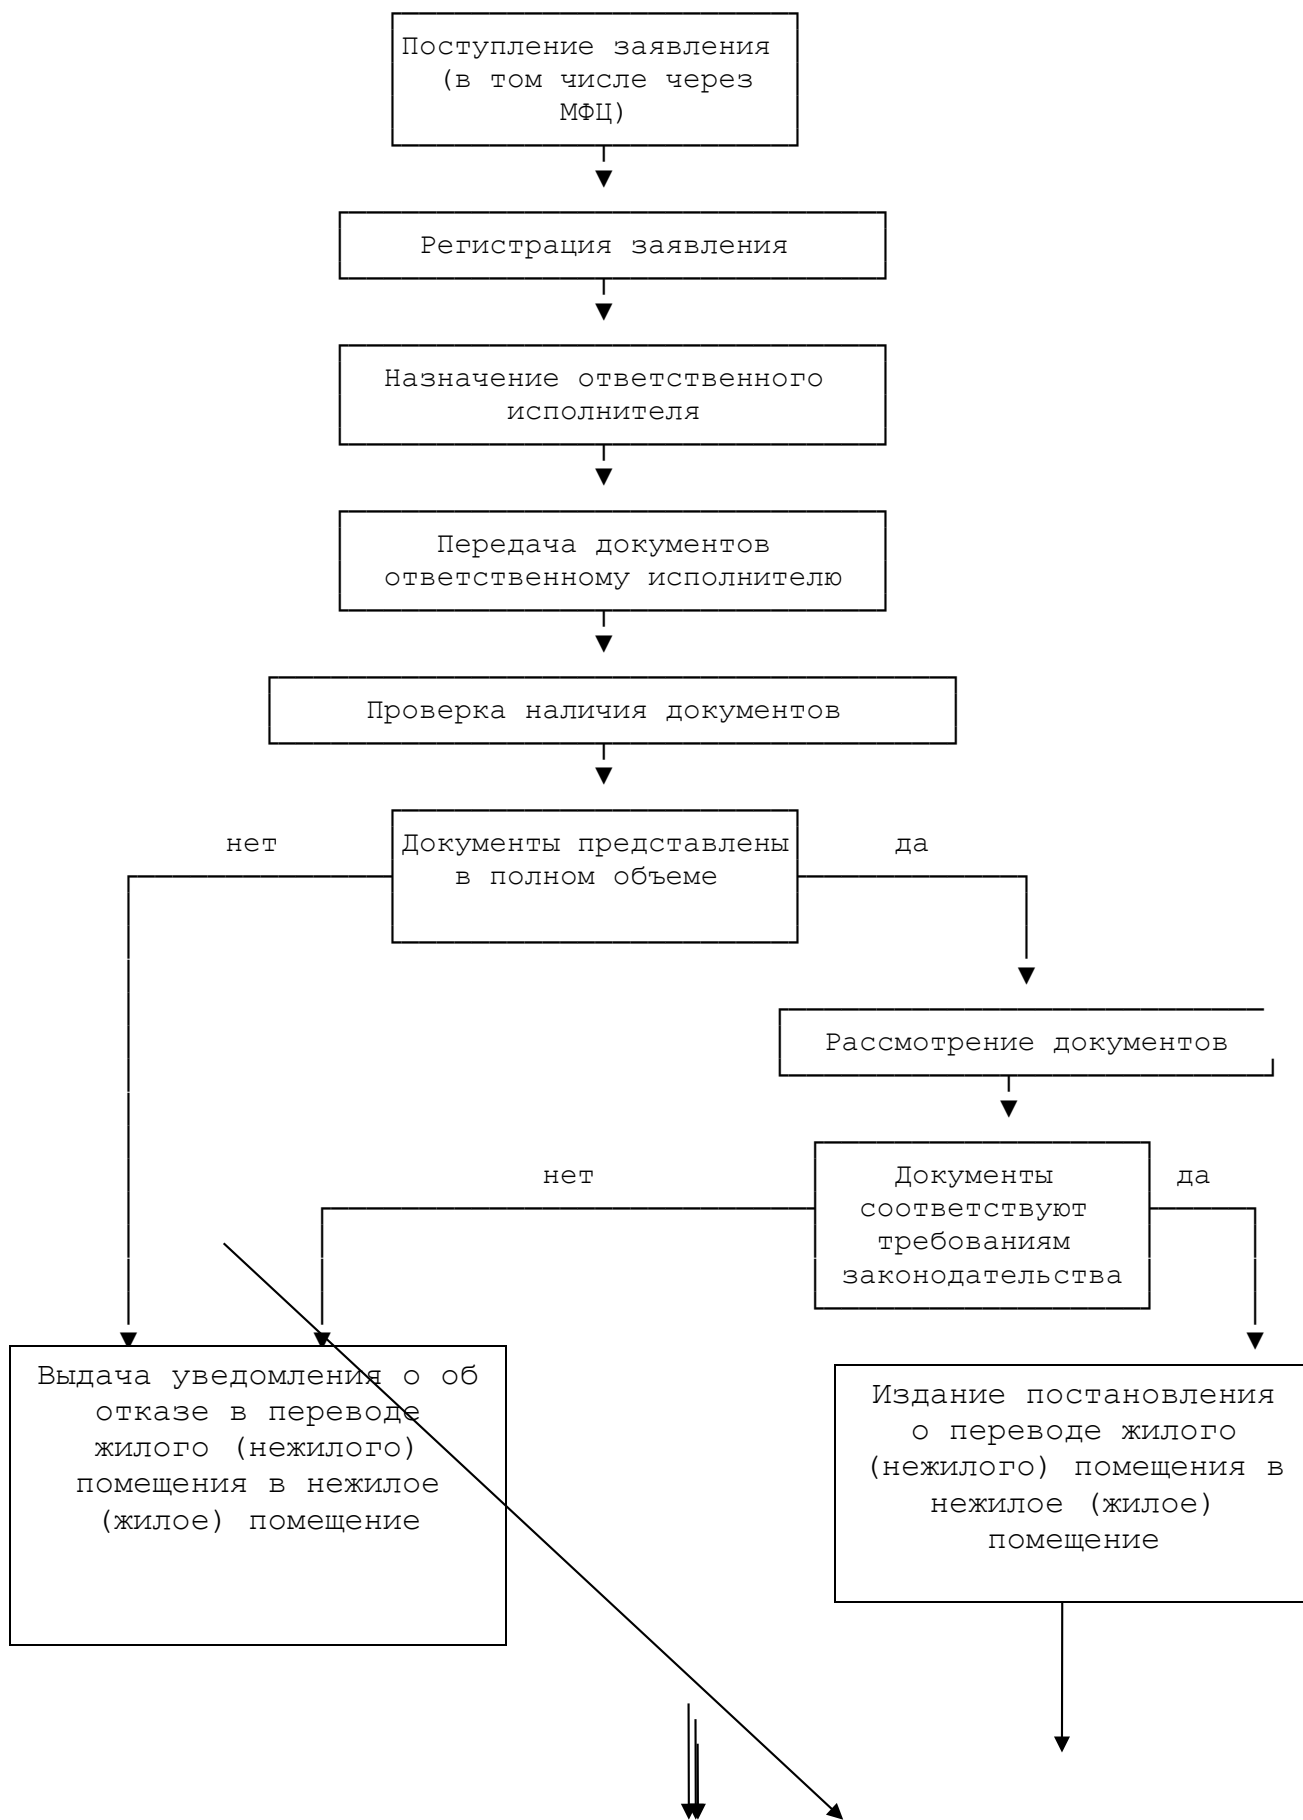 Поступление заявления
(в том числе через
МФЦ)
Регистрация заявления
Назначение ответственного
исполнителя
Передача документов
ответственному исполнителю
Проверка наличия документов
нет
Документы представлены
в полном объеме
да
Рассмотрение документов
нет
Документы
соответствуют
требованиям
законодательства
да
Выдача уведомления о об
отказе в переводе
жилого (нежилого)
помещения в нежилое
(жилое) помещение
Издание постановления
о переводе жилого
(нежилого) помещения в
нежилое (жилое)
помещение